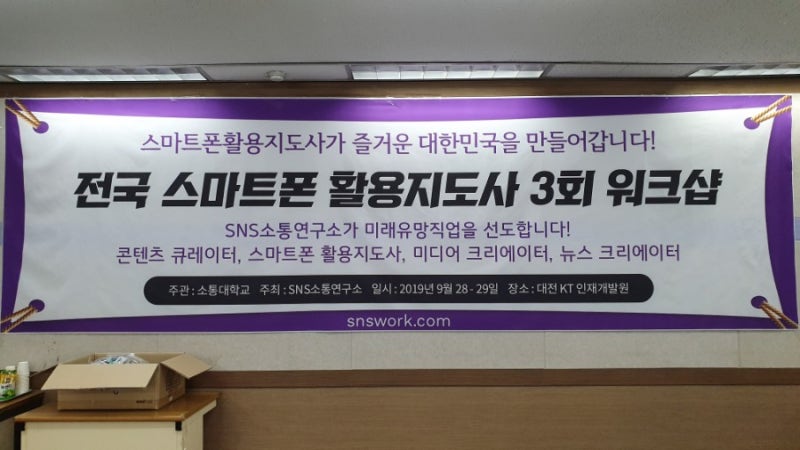 스마트폰활용지도사가 즐거운 대한민국을 만들어갑니다!
전국 스마트폰 활용지도사 3회 워크샵
SNS소통연구소가 미래유망직업을 선도합니다!
콘텐츠 큐레이터, 스마트폰 활용지도사, 미디어 크리에이터, 뉴스 크리에이터
주관 : 소통대학교 주최 : SNS소통연구소 일시 : 2019년 9월 28 - 29일 장소 : 대전 KT 인재개발원
snswork.com